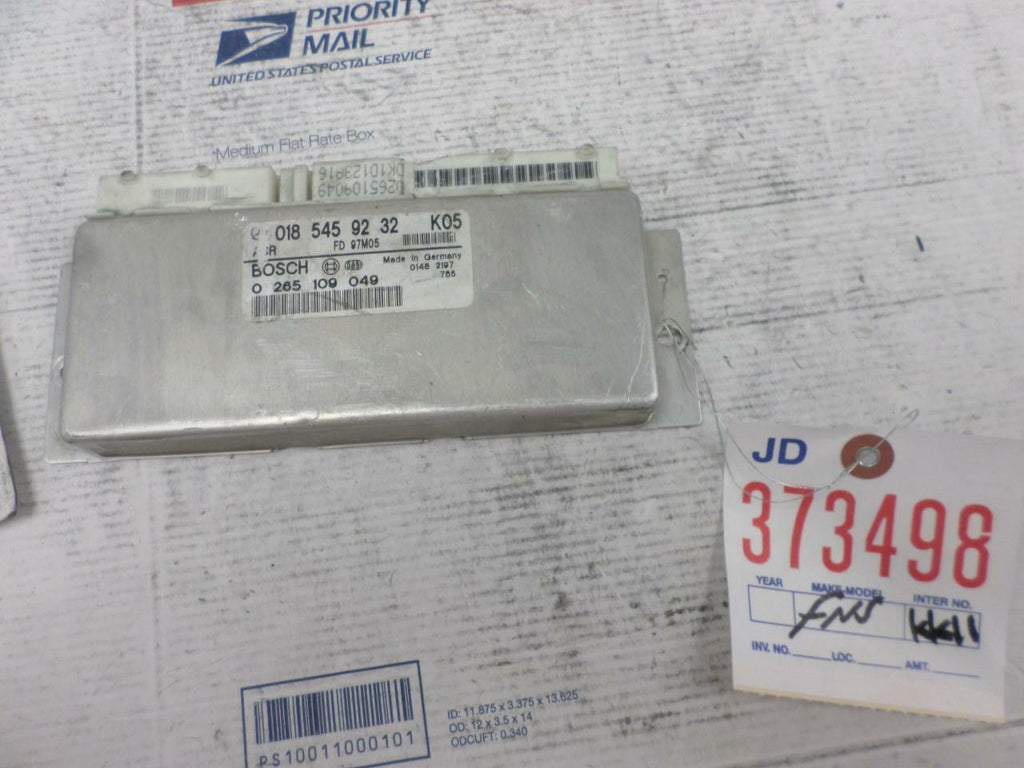 PRIORITY
MAIL
UNITED STATES POSTAL SERVICE
Medium Flat Rate Box
0265109049
DK1D123A16
018 545 92 32 K05
FD 97M05
BOSCH
Made in Germany
0148 2197
765
0 265 109 049
JD
373498
YEAR MAKE-MODEL INTER NO.
INV. NO. LOC. AMT.
PS10011000101
ID: 11.875 x 3.375 x 13.625
OD: 12 x 3.5 x 14
ODCUFT: 0.340